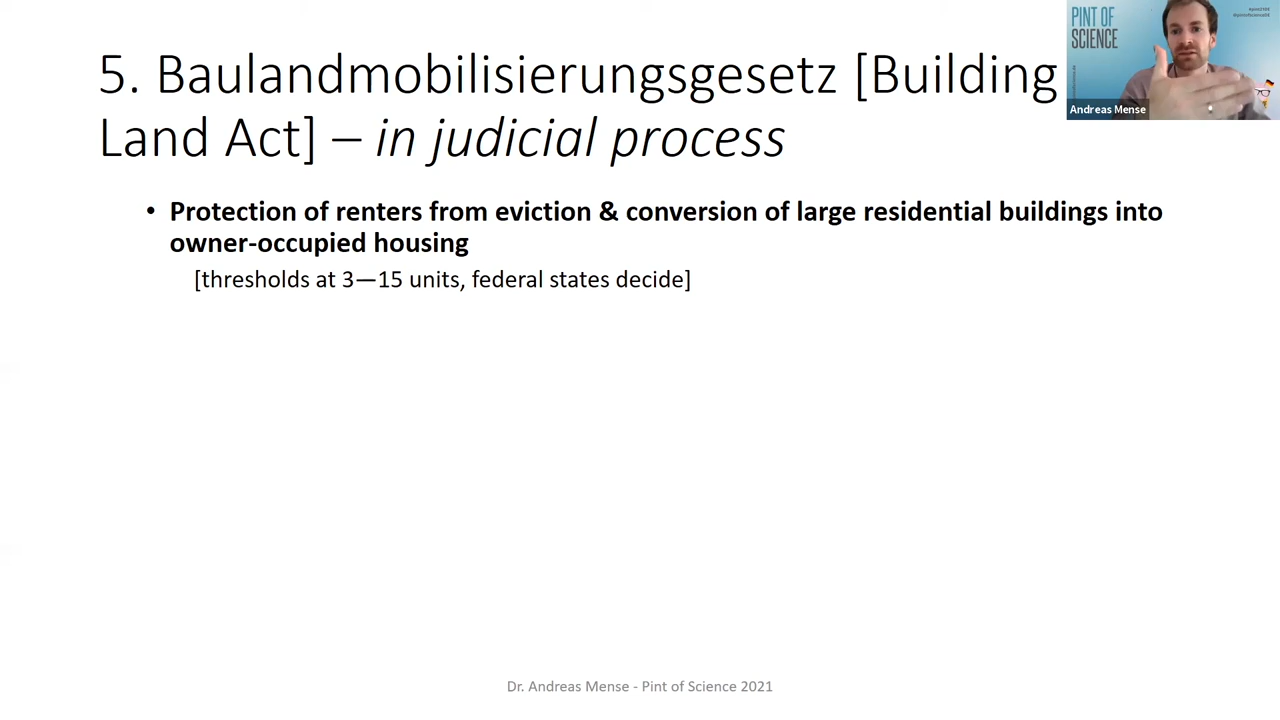 5. Baulandmobilisierungsgesetz [Building
Land Act] – in judicial process
• Protection of renters from eviction & conversion of large residential buildings into
owner-occupied housing
[thresholds at 3—15 units, federal states decide]
PINT OF
SCIENCE
Andreas Mense
Dr. Andreas Mense - Pint of Science 2021